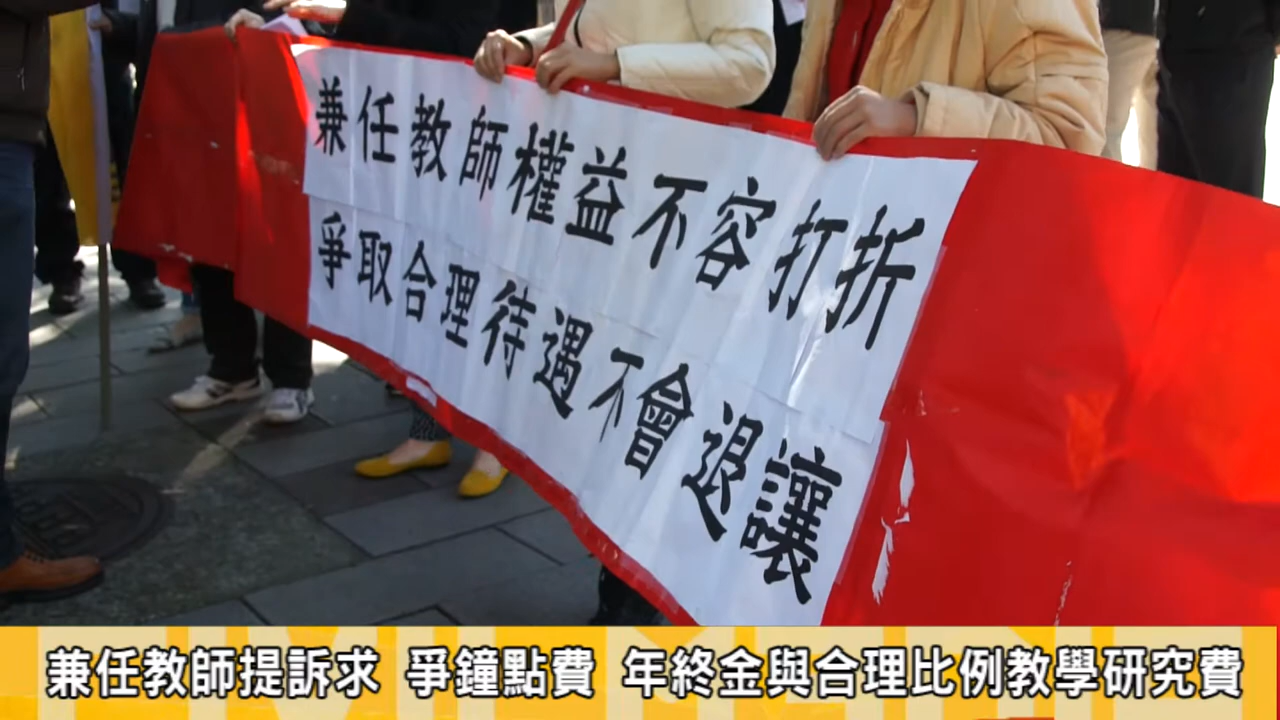 兼任教師權益不容打折
爭取合理待遇不會退讓
兼任教師提訴求 爭鐘點費 年終金與合理比例教學研究費